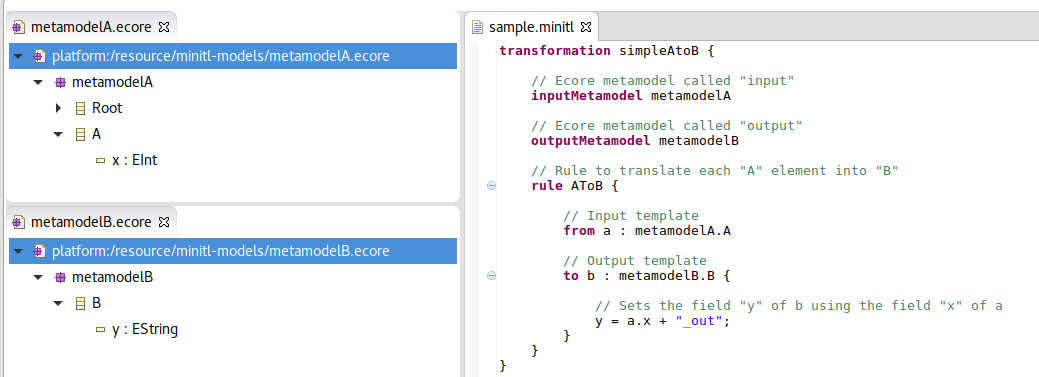 metamodelA.ecore
platform:/resource/minitl-models/metamodelA.ecore
metamodelA
Root
A
x : EInt
metamodelB.ecore
platform:/resource/minitl-models/metamodelB.ecore
metamodelB
B
y : EString
sample.minitl
transformation simpleAtoB {
// Ecore metamodel called "input"
inputMetamodel metamodelA
// Ecore metamodel called "output"
outputMetamodel metamodelB
// Rule to translate each "A" element into "B"
rule AToB {
// Input template
from a : metamodelA.A
// Output template
to b : metamodelB.B {
// Sets the field "y" of b using the field "x" of a
y = a.x + "_out";
}
}
}